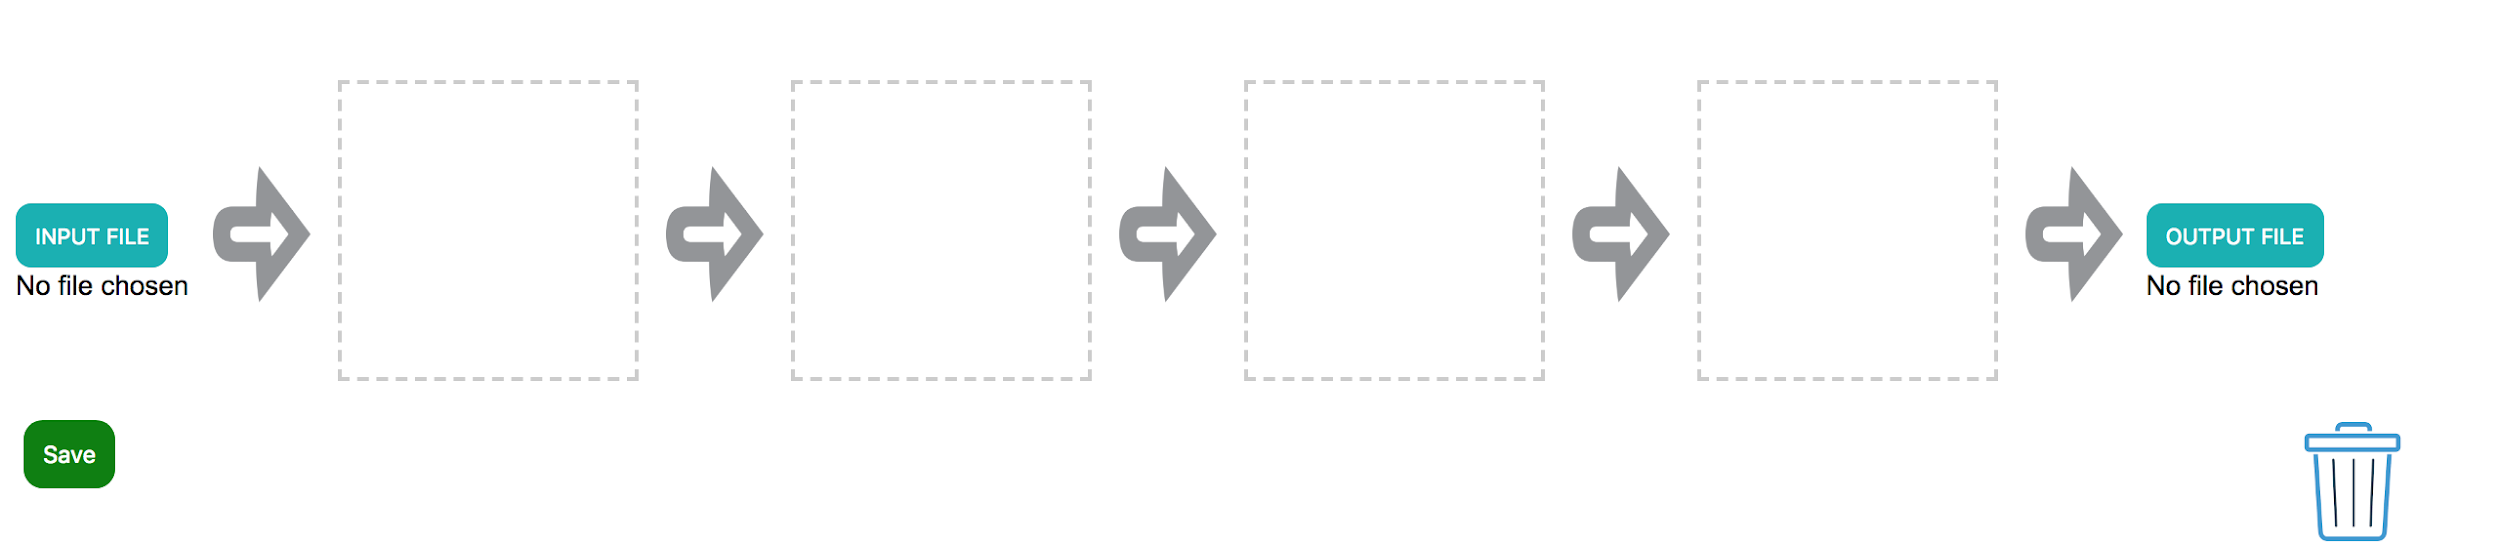 INPUT FILE
No file chosen
OUTPUT FILE
No file chosen
Save